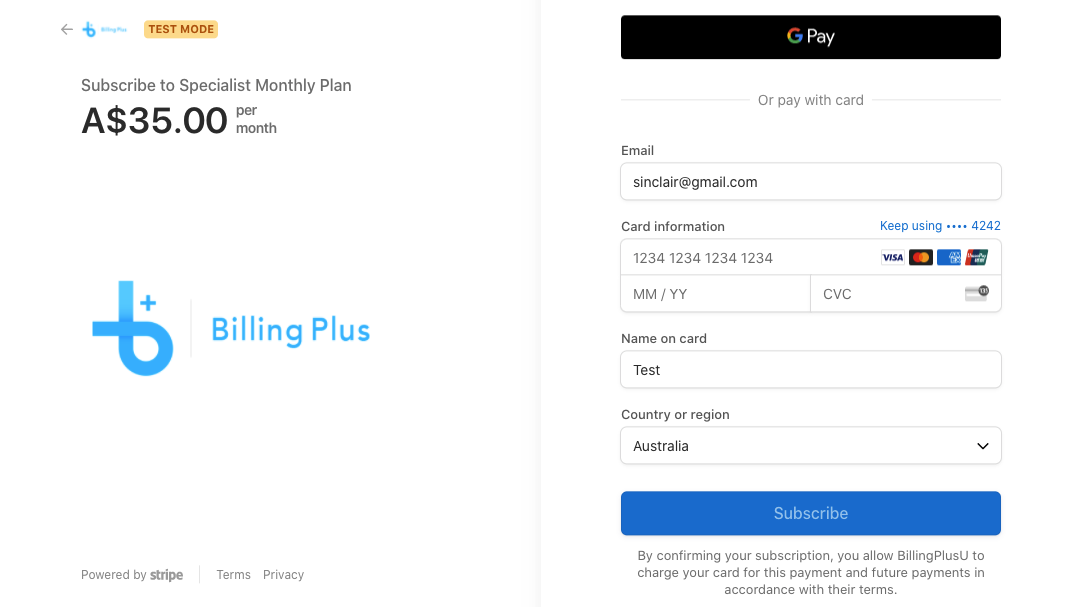 Billing Plus
TEST MODE
Subscribe to Specialist Monthly Plan
A$35.00 per
month
Billing Plus
Powered by stripe
Terms Privacy
G Pay
Or pay with card
Email
sinclair@gmail.com
Card information
Keep using •••• 4242
1234 1234 1234 1234
VISA
MM / YY
CVC
Name on card
Test
Country or region
Australia
Subscribe
By confirming your subscription, you allow BillingPlusU to
charge your card for this payment and future payments in
accordance with their terms.